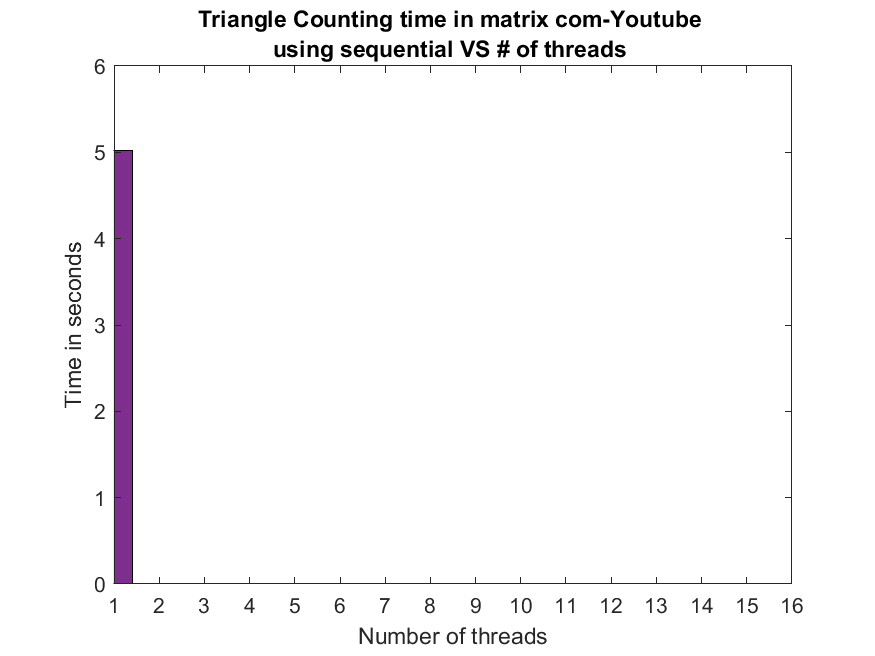 Triangle Counting time in matrix com-Youtube
using sequential VS # of threads
6
5
4
3
2
1
0
Time in seconds
1 2 3 4 5 6 7 8 9 10 11 12 13 14 15 16
Number of threads